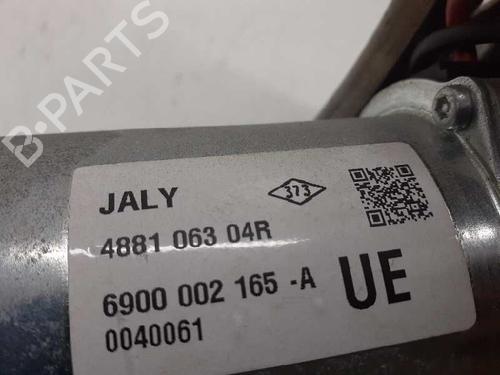 B-PARTS
JALY
373
4881 063 04R
6900 002 165 -A
0040061
UE